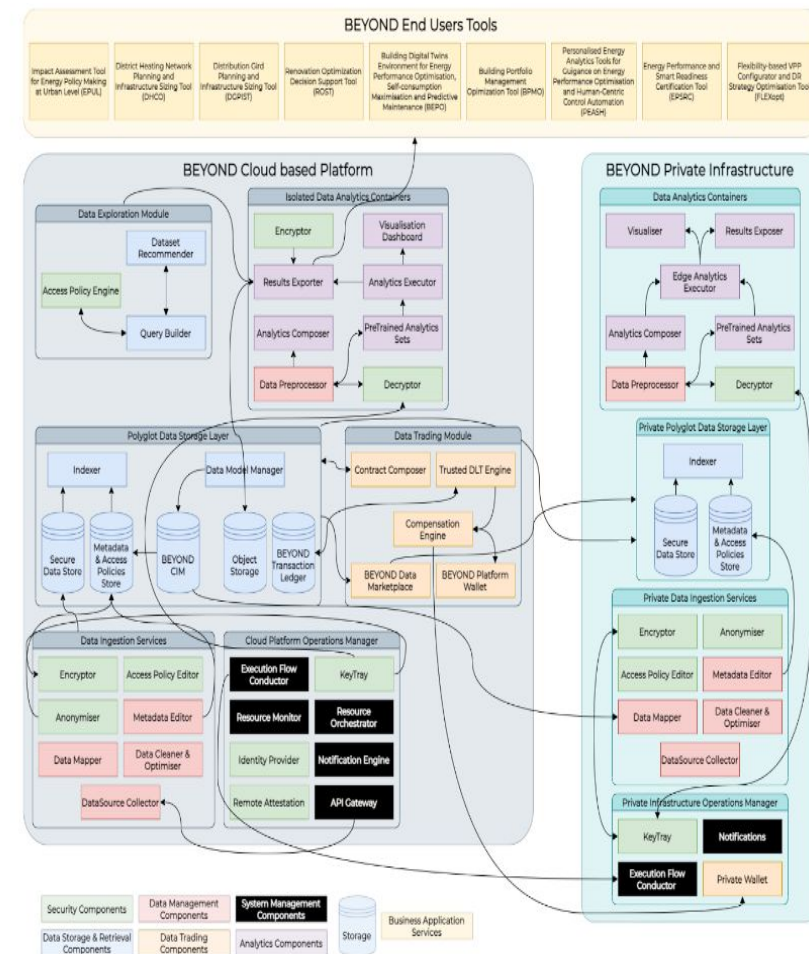 BEYOND End Users Tools
Impact Assessment Tool
for Energy Policy Making
at Urban Level (EPUL)
District Heating Network
Planning and
Infrastructure Sizing Tool
(DHCO)
Distribution Gird
Planning and
Infrastructure Sizing Tool
(DGPIST)
Renovation Optimization
Decision Support Tool
(ROST)
Building Digital Twins
Environment for Energy
Performance Optimisation,
Self-consumption
Maximisation and Predictive
Maintenance (BEPO)
Building Portfolio
Management
Opimization Tool (BPMO)
Personalised Energy
Analytics Tools for
Guigance on Energy
Performance Optimisation
and Human-Centric
Control Automation
(PEASH)
Energy Performance and
Smart Readiness
Certification Tool
(EPSRC)
Flexibility-based VPP
Configurator and DR
Strategy Optimisation Tool
(FLEXopt)
BEYOND Cloud based Platform
Data Exploration Module
Dataset
Recommender
Access Policy Engine
Query Builder
Isolated Data Analytics Containers
Encryptor
Visualisation
Dashboard
Results Exporter
Analytics Executor
Analytics Composer
PreTrained Analytics
Sets
Data Preprocessor
Decryptor
Polyglot Data Storage Layer
Indexer
Data Model Manager
Secure
Data Store
Metadata
& Access
Policies
Store
BEYOND
CIM
Object
Storage
BEYOND
Transaction
Ledger
Data Trading Module
Contract Composer
Trusted DLT Engine
Compensation
Engine
BEYOND Data
Marketplace
BEYOND Platform
Wallet
Data Ingestion Services
Encryptor
Access Policy Editor
Anonymiser
Metadata Editor
Data Mapper
Data Cleaner &
Optimiser
DataSource Collector
Cloud Platform Operations Manager
Execution Flow
Conductor
KeyTray
Resource Monitor
Resource
Orchestrator
Identity Provider
Notification Engine
Remote Attestation
API Gateway
BEYOND Private Infrastructure
Data Analytics Containers
Visualiser
Results Exposer
Edge Analytics
Executor
Analytics Composer
PreTrained Analytics
Sets
Data Preprocessor
Decryptor
Private Polyglot Data Storage Layer
Indexer
Secure
Data Store
Metadata
& Access
Policies
Store
Private Data Ingestion Services
Encryptor
Anonymiser
Access Policy Editor
Metadata Editor
Data Mapper
Data Cleaner &
Optimiser
DataSource Collector
Private Infrastructure Operations Manager
KeyTray
Notifications
Execution Flow
Conductor
Private Wallet
Security Components
Data Management
Components
System Management
Components
Storage
Business Application
Services
Data Storage & Retrieval
Components
Data Trading
Components
Analytics Components